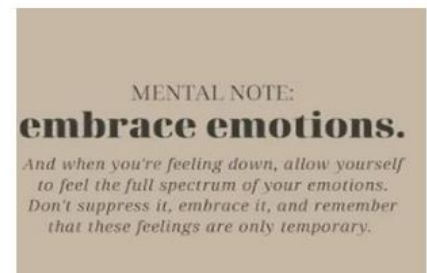 MENTAL NOTE:
embrace emotions.
And when you're feeling down, allow yourself
to feel the full spectrum of your emotions.
Don't suppress it, embrace it, and remember
that these feelings are only temporary.